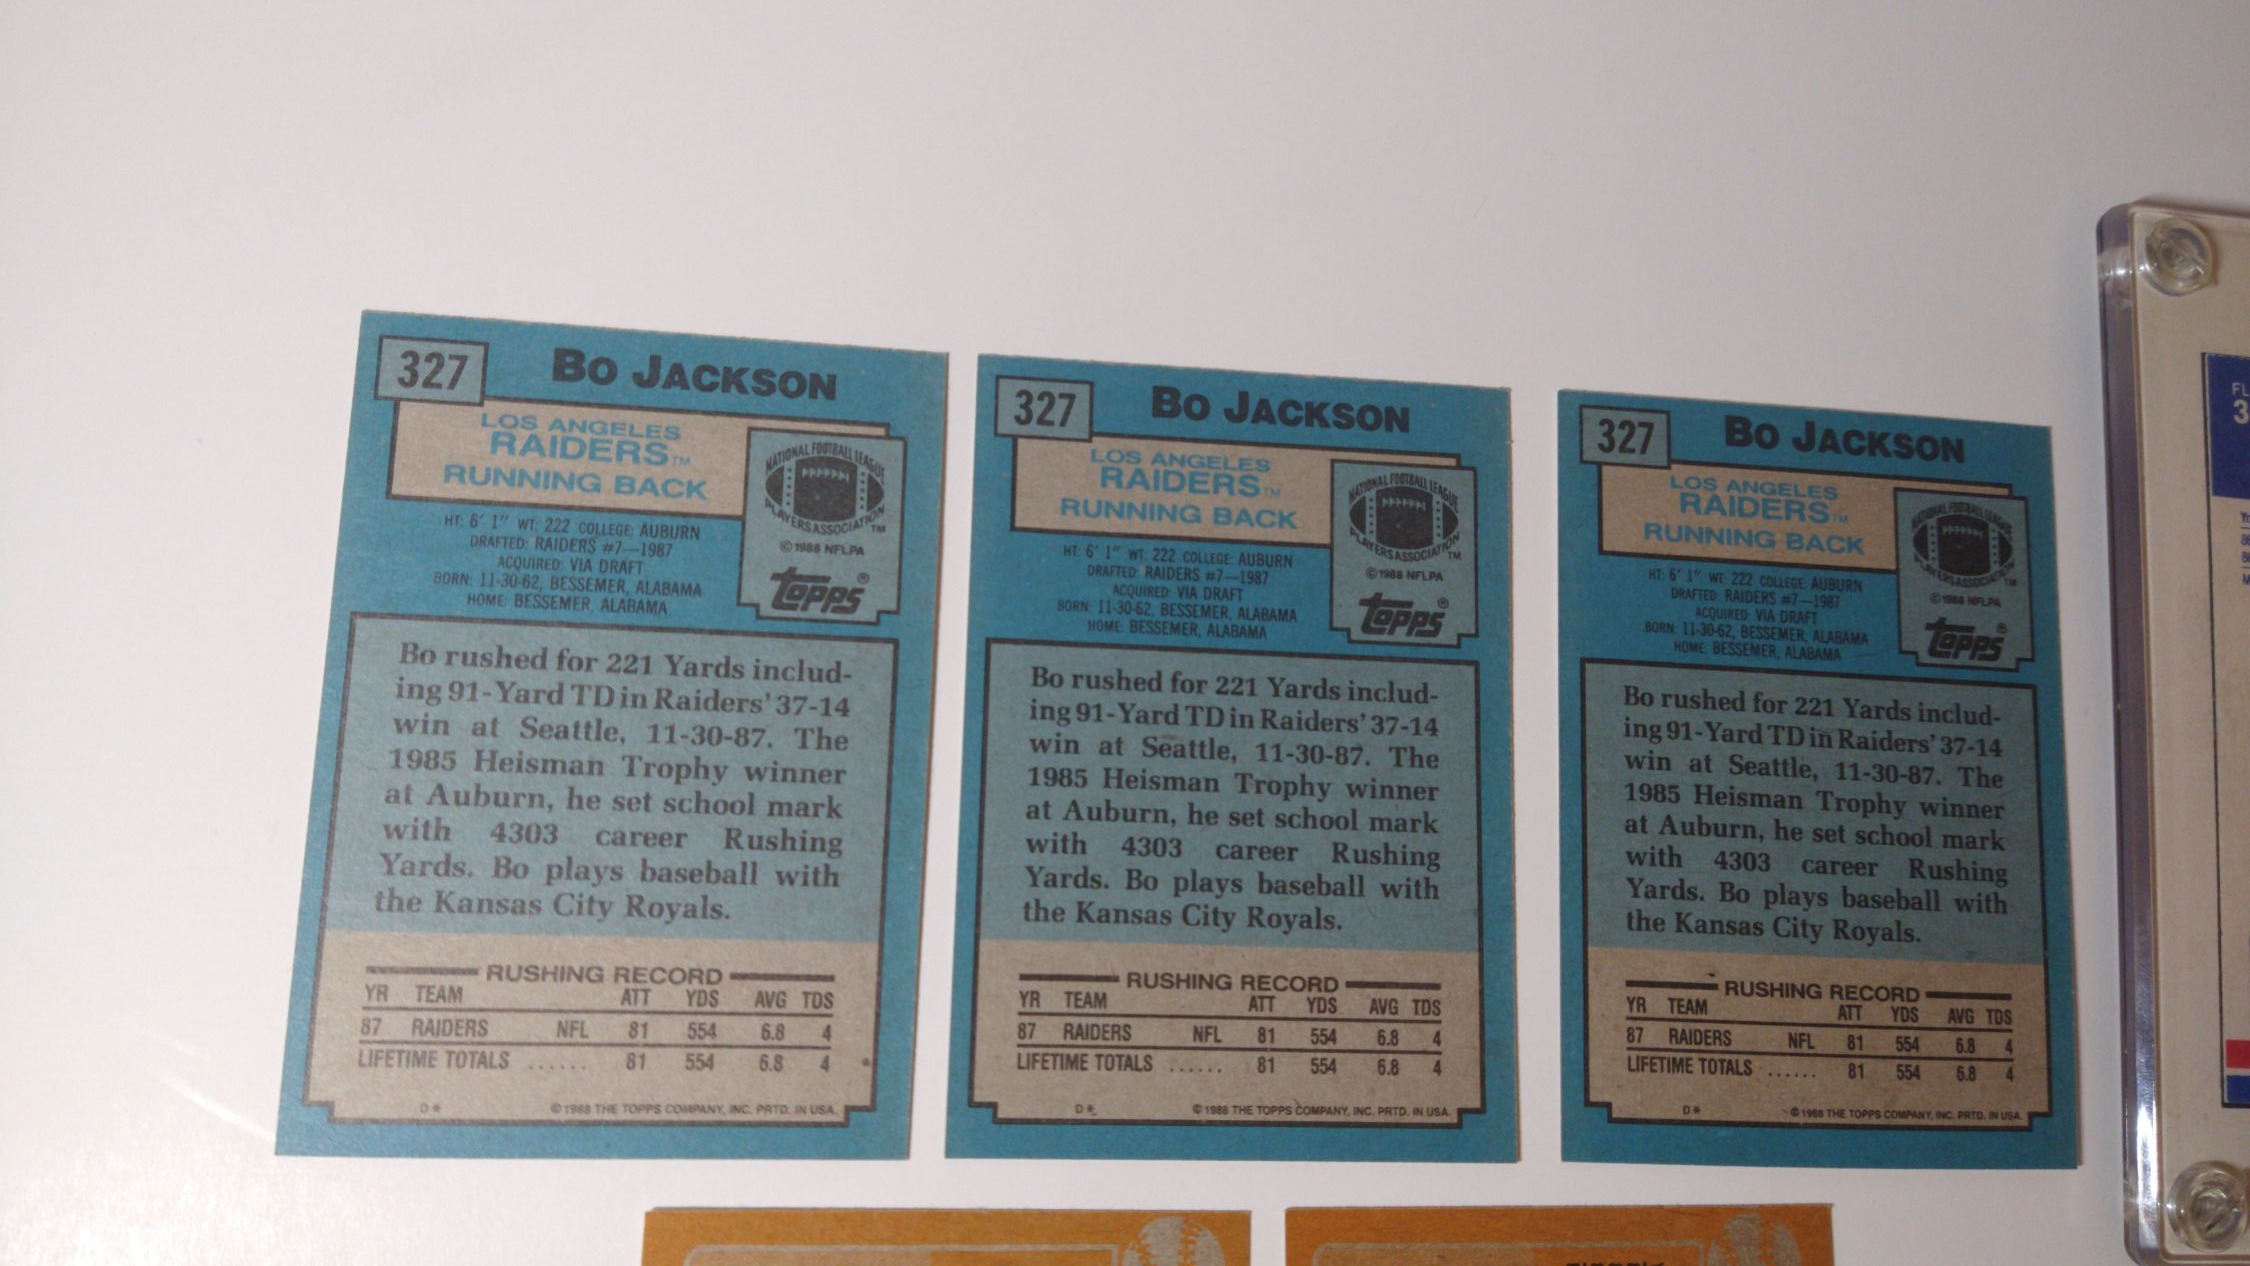 327
BO JACKSON
LOS ANGELES
RAIDERS™
RUNNING BACK
HT: 6' 1" WT: 222 COLLEGE: AUBURN
DRAFTED: RAIDERS #7—1987
ACQUIRED: VIA DRAFT
BORN: 11-30-62, BESSEMER, ALABAMA
HOME: BESSEMER, ALABAMA
NATIONAL FOOTBALL LEAGUE
PLAYERS ASSOCIATION™
©1988 NFLPA
topps®
Bo rushed for 221 Yards includ-
ing 91-Yard TD in Raiders' 37-14
win at Seattle, 11-30-87. The
1985 Heisman Trophy winner
at Auburn, he set school mark
with 4303 career Rushing
Yards. Bo plays baseball with
the Kansas City Royals.
RUSHING RECORD
YR TEAM ATT YDS AVG TDS
87 RAIDERS NFL 81 554 6.8 4
LIFETIME TOTALS ...... 81 554 6.8 4
D* ©1988 THE TOPPS COMPANY, INC. PRTD. IN USA.
327
BO JACKSON
LOS ANGELES
RAIDERS™
RUNNING BACK
HT: 6' 1" WT: 222 COLLEGE: AUBURN
DRAFTED: RAIDERS #7—1987
ACQUIRED: VIA DRAFT
BORN: 11-30-62, BESSEMER, ALABAMA
HOME: BESSEMER, ALABAMA
NATIONAL FOOTBALL LEAGUE
PLAYERS ASSOCIATION™
©1988 NFLPA
topps®
Bo rushed for 221 Yards includ-
ing 91-Yard TD in Raiders' 37-14
win at Seattle, 11-30-87. The
1985 Heisman Trophy winner
at Auburn, he set school mark
with 4303 career Rushing
Yards. Bo plays baseball with
the Kansas City Royals.
RUSHING RECORD
YR TEAM ATT YDS AVG TDS
87 RAIDERS NFL 81 554 6.8 4
LIFETIME TOTALS ...... 81 554 6.8 4
D* ©1988 THE TOPPS COMPANY, INC. PRTD. IN USA.
327
BO JACKSON
LOS ANGELES
RAIDERS™
RUNNING BACK
HT: 6' 1" WT: 222 COLLEGE: AUBURN
DRAFTED: RAIDERS #7—1987
ACQUIRED: VIA DRAFT
BORN: 11-30-62, BESSEMER, ALABAMA
HOME: BESSEMER, ALABAMA
NATIONAL FOOTBALL LEAGUE
PLAYERS ASSOCIATION™
©1988 NFLPA
topps®
Bo rushed for 221 Yards includ-
ing 91-Yard TD in Raiders' 37-14
win at Seattle, 11-30-87. The
1985 Heisman Trophy winner
at Auburn, he set school mark
with 4303 career Rushing
Yards. Bo plays baseball with
the Kansas City Royals.
RUSHING RECORD
YR TEAM ATT YDS AVG TDS
87 RAIDERS NFL 81 554 6.8 4
LIFETIME TOTALS ...... 81 554 6.8 4
D* ©1988 THE TOPPS COMPANY, INC. PRTD. IN USA.